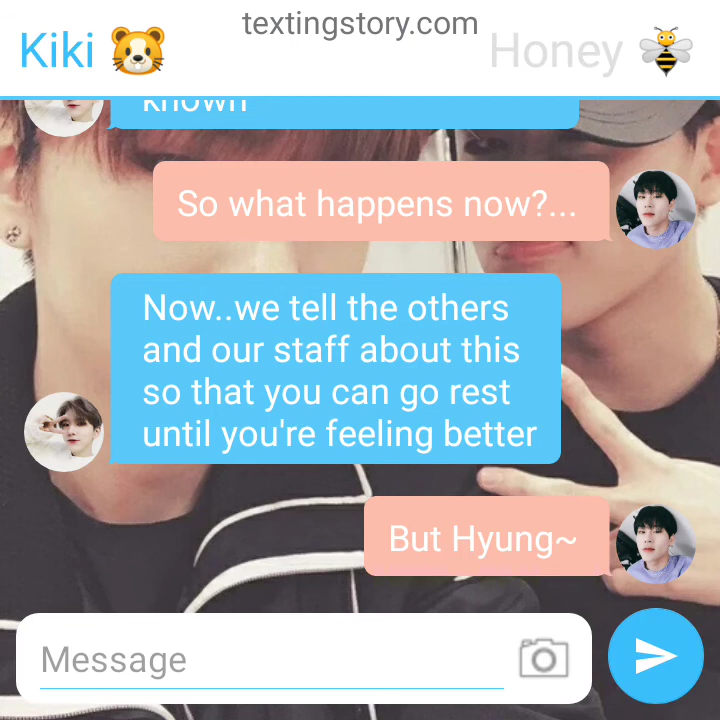 textingstory.com
Kiki 🐹
Honey 🐝
known
So what happens now?...
Now..we tell the others
and our staff about this
so that you can go rest
until you're feeling better
But Hyung~
Message